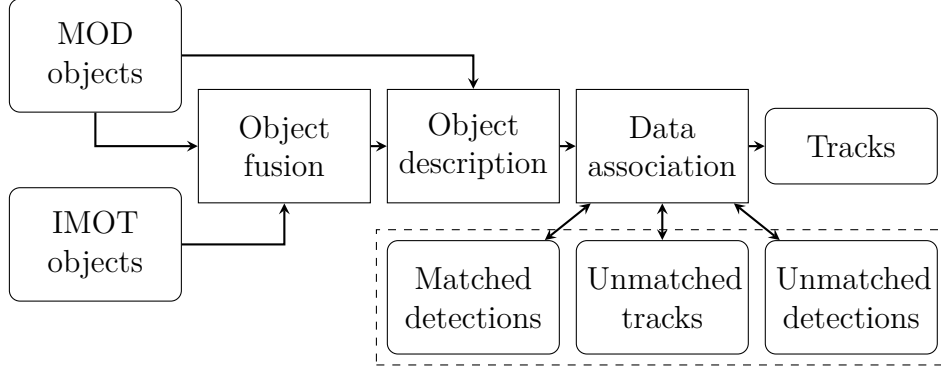 MOD
objects
Object
fusion
Object
description
Data
association
Tracks
IMOT
objects
Matched
detections
Unmatched
tracks
Unmatched
detections